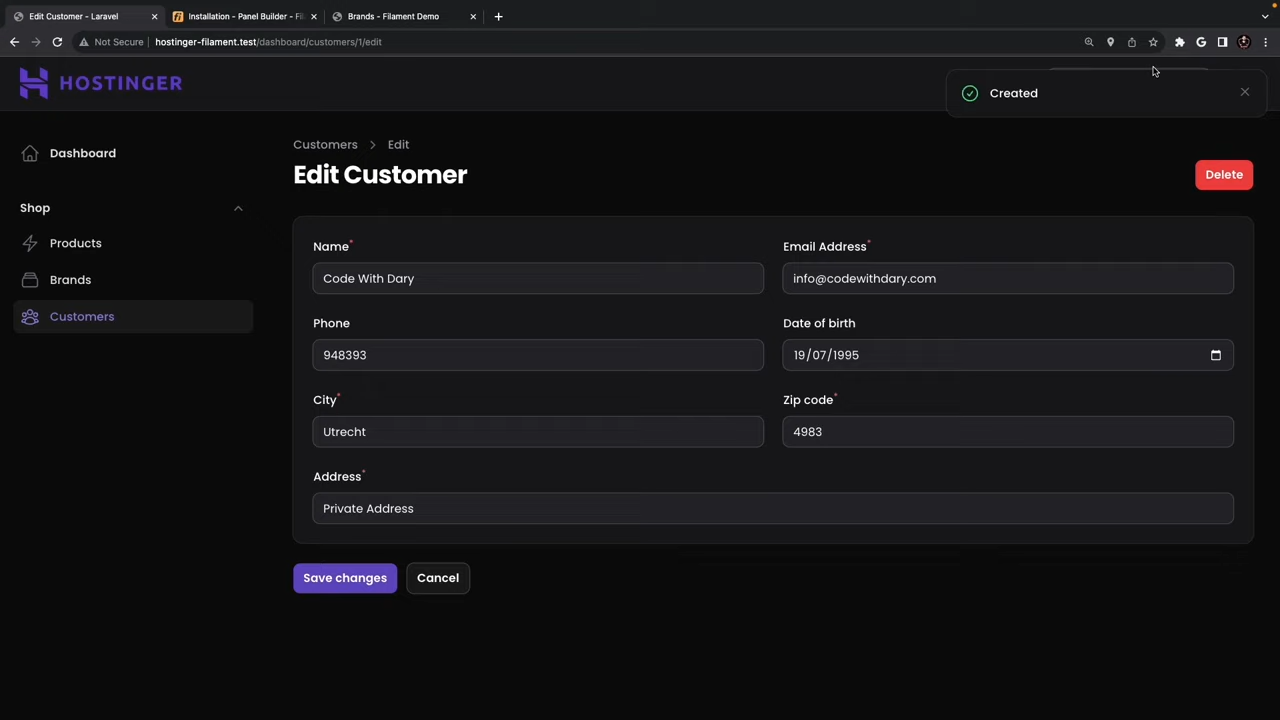 Edit Customer - Laravel
Installation - Panel Builder - Fil
Brands - Filament Demo
Not Secure
hostinger-filament.test/dashboard/customers/1/edit
HOSTINGER
Created
Dashboard
Shop
Products
Brands
Customers
Customers > Edit
Edit Customer
Delete
Name*
Email Address*
Code With Dary
info@codewithdary.com
Phone
Date of birth
948393
19/07/1995
City*
Zip code*
Utrecht
4983
Address*
Private Address
Save changes
Cancel